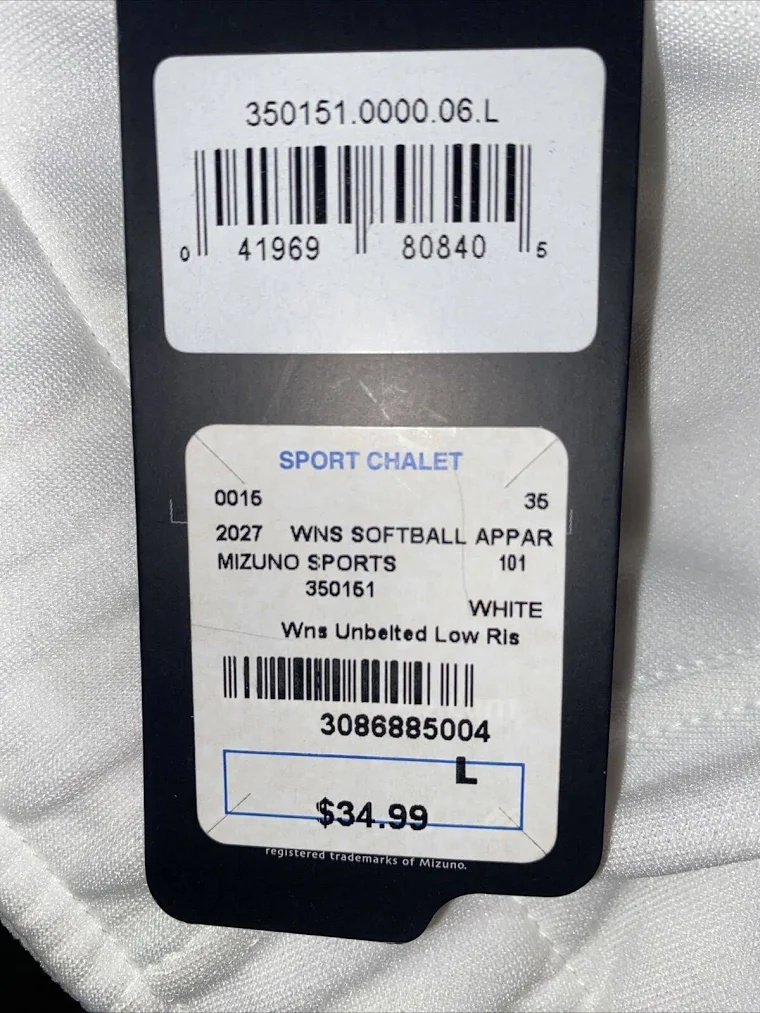 350151.0000.06.L
0 41969 80840 5
SPORT CHALET
0015 35
2027 WNS SOFTBALL APPAR
MIZUNO SPORTS 101
350151
WHITE
Wns Unbelted Low Ris
3086885004
L
$34.99
registered trademarks of Mizuno.